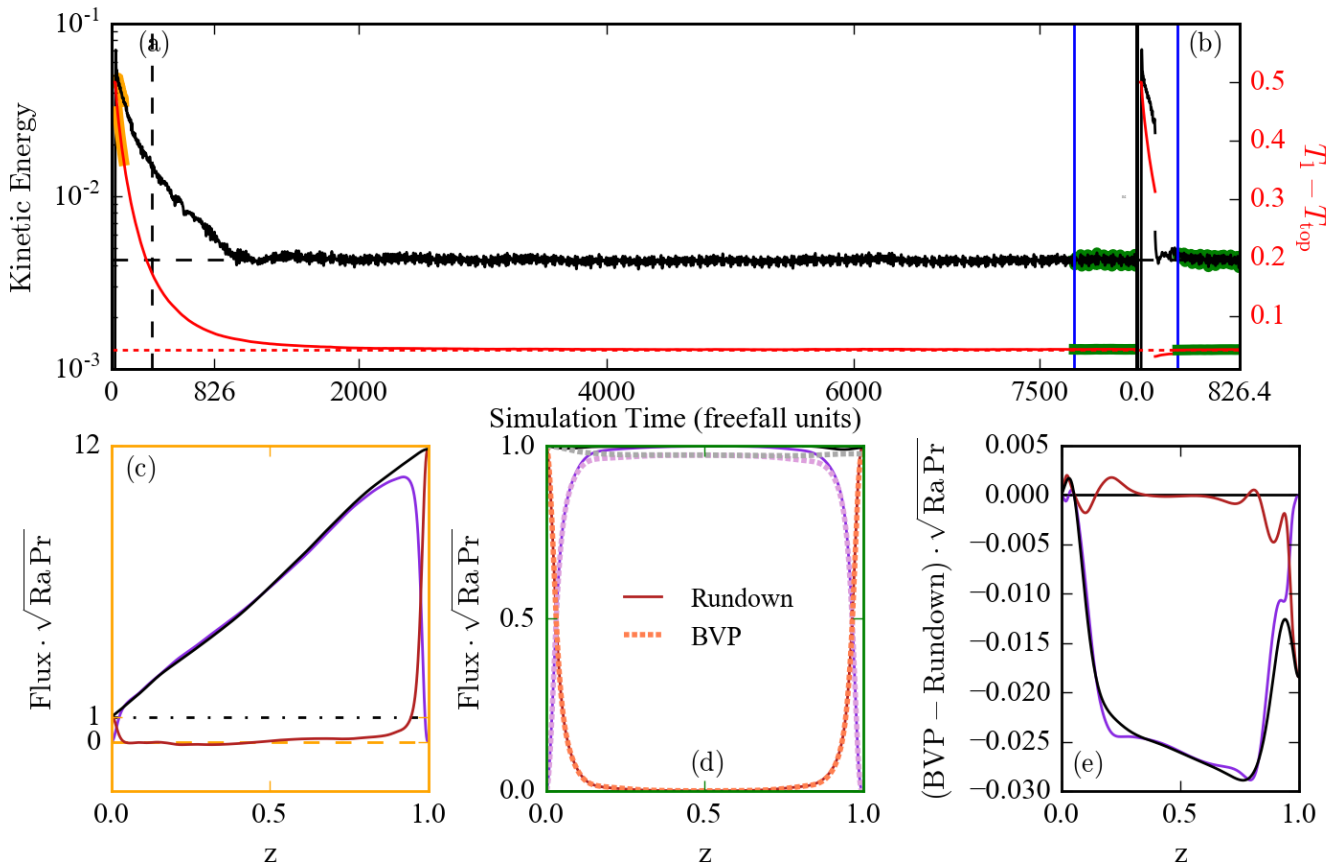 10^{-1}
(a)
(b)
0.5
10^{-2}
0.4
0.3
0.2
0.1
10^{-3}
Kinetic Energy
T_1 − T_top
0 826 2000 4000 6000 7500 0.0 826.4
Simulation Time (freefall units)
12
(c)
1
0
Flux · √Ra Pr
0.0 0.5 1.0
z
1.0
0.5
0.0
Flux · √Ra Pr
Rundown
BVP
(d)
0.0 0.5 1.0
z
0.005
0.000
−0.005
−0.010
−0.015
−0.020
−0.025
−0.030
(BVP − Rundown) · √Ra Pr
(e)
0.0 0.5 1.0
z